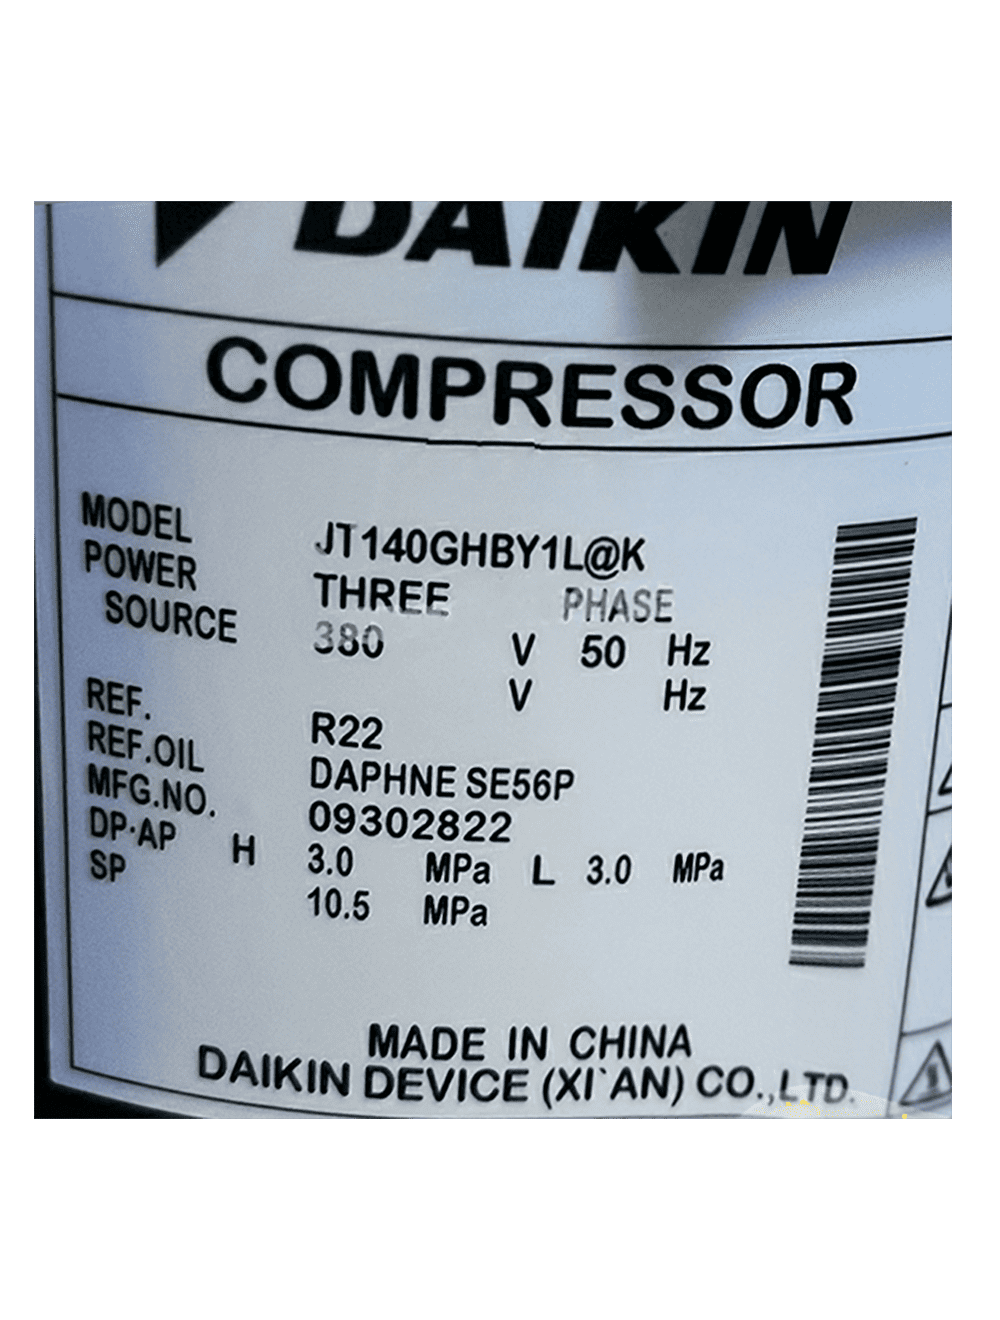 DAIKIN
COMPRESSOR
MODEL JT140GHBY1L@K
POWER THREE PHASE
SOURCE 380 V 50 Hz
V Hz
REF. R22
REF.OIL DAPHNE SE56P
MFG.NO. 09302822
DP·AP H 3.0 MPa L 3.0 MPa
SP 10.5 MPa
MADE IN CHINA
DAIKIN DEVICE (XI`AN) CO.,LTD.